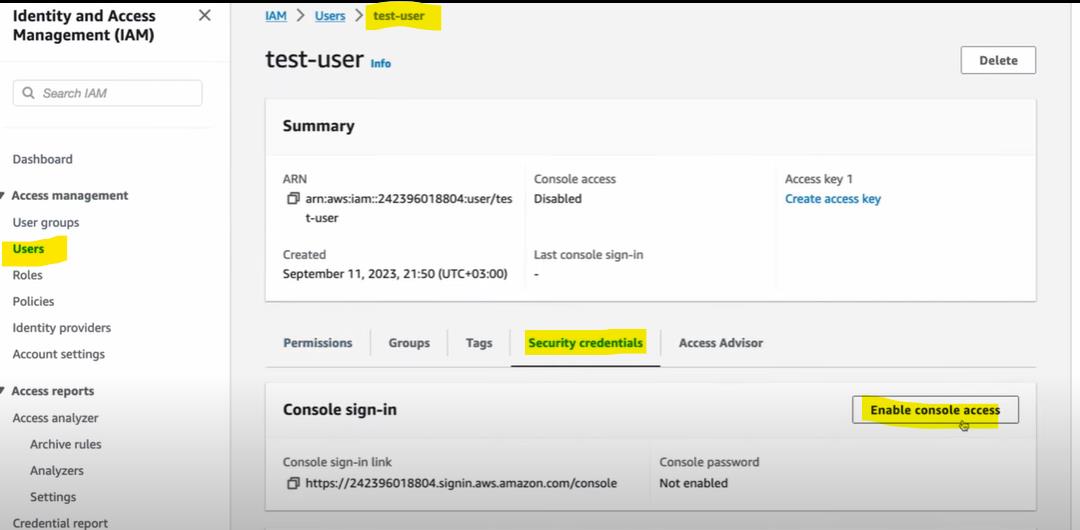 Identity and Access
Management (IAM)
Search IAM
Dashboard
Access management
User groups
Users
Roles
Policies
Identity providers
Account settings
Access reports
Access analyzer
Archive rules
Analyzers
Settings
Credential report
IAM > Users > test-user
test-user Info
Delete
Summary
ARN
arn:aws:iam::242396018804:user/tes
t-user
Console access
Disabled
Access key 1
Create access key
Created
September 11, 2023, 21:50 (UTC+03:00)
Last console sign-in
-
Permissions
Groups
Tags
Security credentials
Access Advisor
Console sign-in
Enable console access
Console sign-in link
https://242396018804.signin.aws.amazon.com/console
Console password
Not enabled